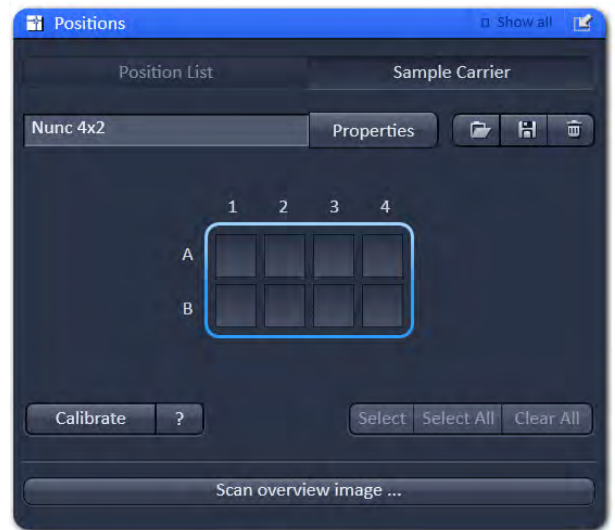 Positions Show all
Position List Sample Carrier
Nunc 4x2 Properties
1 2 3 4
A
B
Calibrate ? Select Select All Clear All
Scan overview image ...